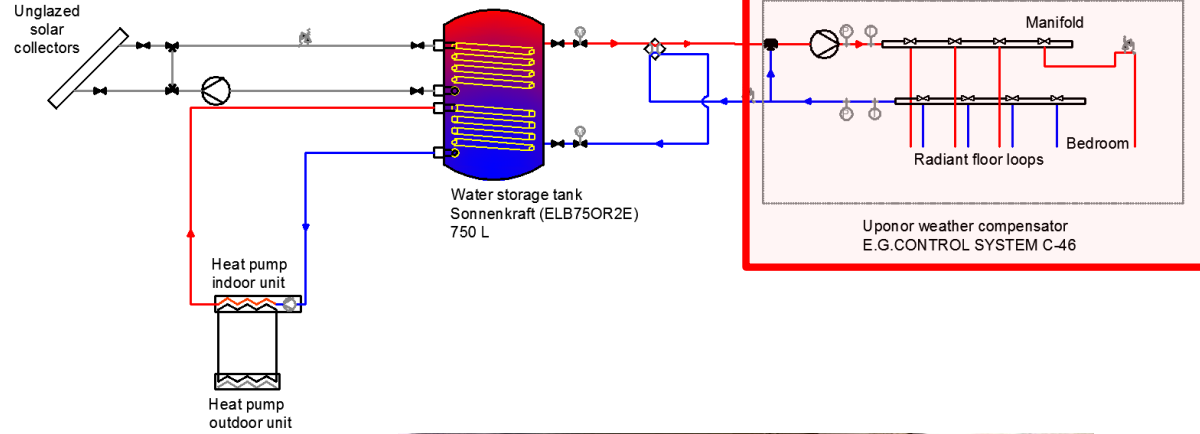 Unglazed
solar
collectors
Manifold
Bedroom
Radiant floor loops
Water storage tank
Sonnenkraft (ELB75OR2E)
750 L
Uponor weather compensator
E.G.CONTROL SYSTEM C-46
Heat pump
indoor unit
Heat pump
outdoor unit